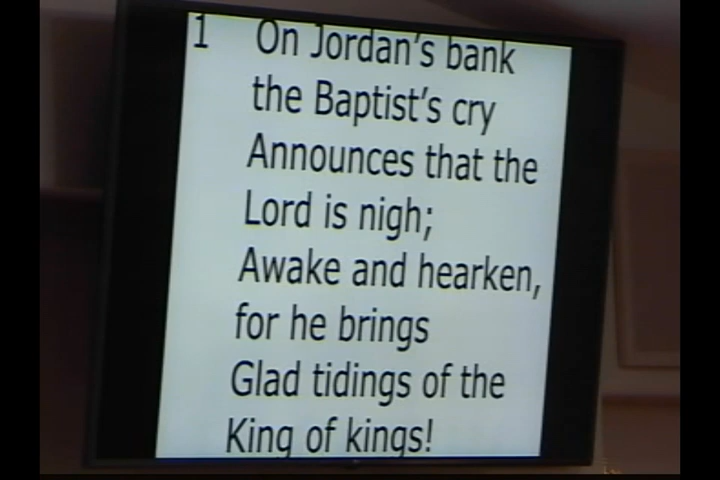 1 On Jordan's bank
the Baptist's cry
Announces that the
Lord is nigh;
Awake and hearken,
for he brings
Glad tidings of the
King of kings!